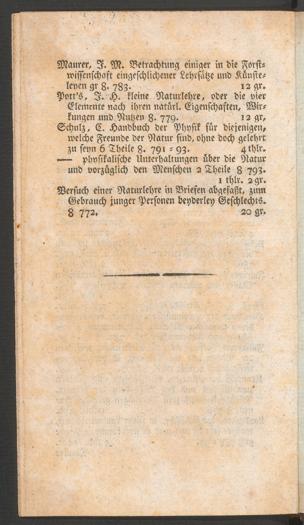 Maurer, J. M. Betrachtung einiger in die Forst-
wissenschaft eingeschlichener Lehrsätze und Künste-
leyen gr 8. 783. 12 gr.
Pott's, J. H. kleine Naturlehre, oder die vier
Elemente nach ihren natürl. Eigenschaften, Wir-
kungen und Nutzen 8. 779. 12 gr.
Schulz, C. Handbuch der Physik für diejenigen,
welche Freunde der Natur sind, ohne doch gelehrt
zu seyn 6 Theile 8. 791-93. 4 thlr.
— physikalische Unterhaltungen über die Natur
und vorzüglich den Menschen 2 Theile 8 793.
1 thlr. 2 gr.
Versuch einer Naturlehre in Briefen abgefaßt, zum
Gebrauch junger Personen beyderley Geschlechts.
8 772. 20 gr.